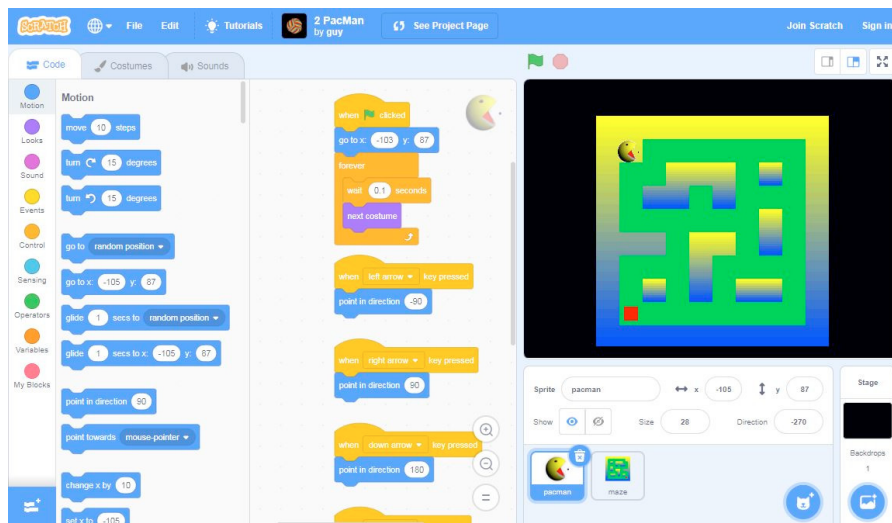 SCRATCH
File
Edit
Tutorials
2 PacMan
by guy
See Project Page
Join Scratch
Sign in
Code
Costumes
Sounds
Motion
Looks
Sound
Events
Control
Sensing
Operators
Variables
My Blocks
Motion
move 10 steps
turn 15 degrees
turn 15 degrees
go to random position
go to x: -105 y: 87
glide 1 secs to random position
glide 1 secs to x: -105 y: 87
point in direction 90
point towards mouse-pointer
change x by 10
set x to -105
when clicked
go to x: -103 y: 87
forever
wait 0.1 seconds
next costume
when left arrow key pressed
point in direction -90
when right arrow key pressed
point in direction 90
when down arrow key pressed
point in direction 180
Sprite pacman x -105 y 87
Show Size 28 Direction -270
pacman
maze
Stage
Backdrops
1